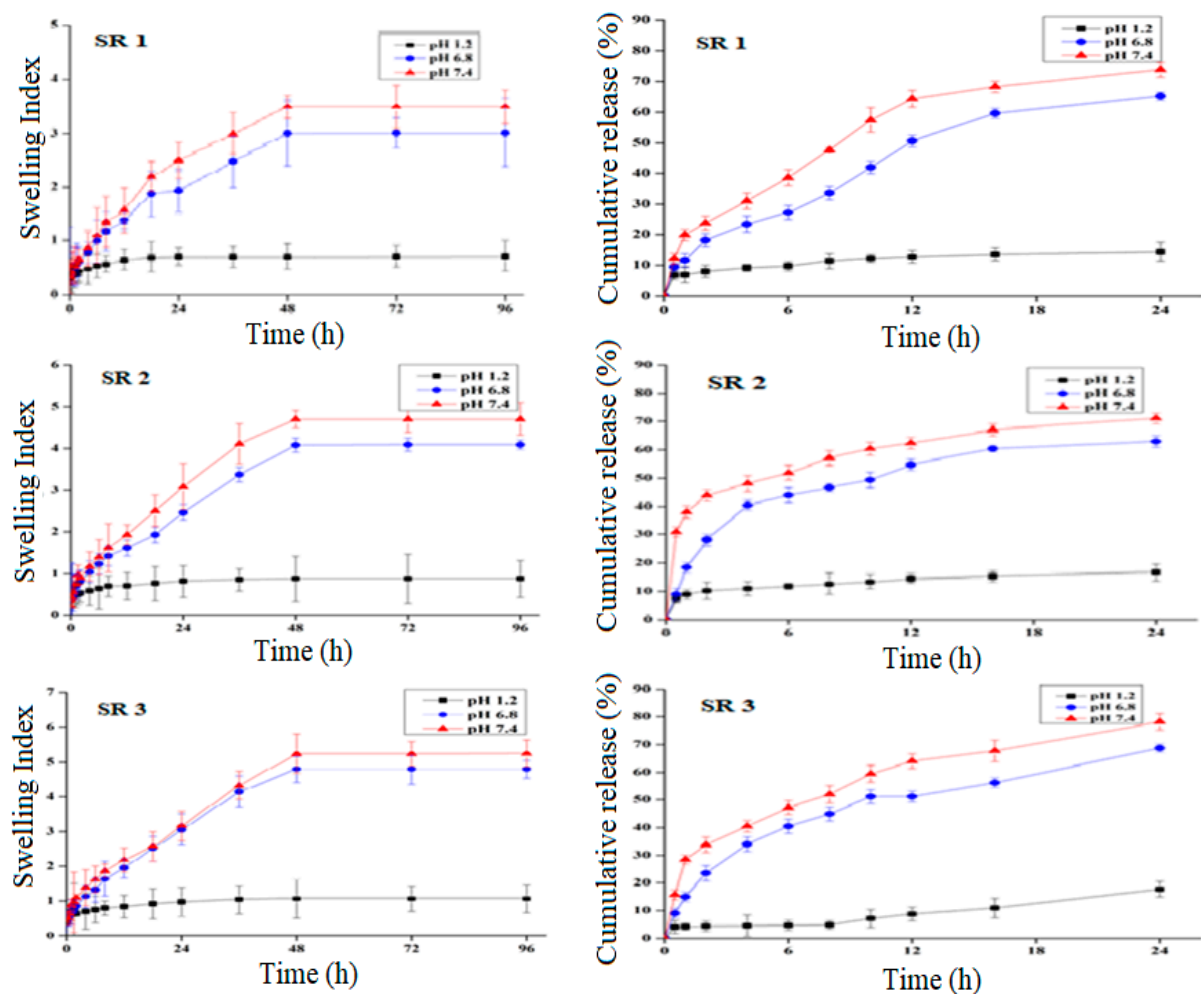 SR 1
pH 1.2
pH 6.8
pH 7.4
Swelling Index
5
4
3
2
1
0
0 24 48 72 96
Time (h)
SR 1
pH 1.2
pH 6.8
pH 7.4
Cumulative release (%)
90
80
70
60
50
40
30
20
10
0
0 6 12 18 24
Time (h)
SR 2
pH 1.2
pH 6.8
pH 7.4
Swelling Index
6
5
4
3
2
1
0
0 24 48 72 96
Time (h)
SR 2
pH 1.2
pH 6.8
pH 7.4
Cumulative release (%)
90
80
70
60
50
40
30
20
10
0
0 6 12 18 24
Time (h)
SR 3
pH 1.2
pH 6.8
pH 7.4
Swelling Index
7
6
5
4
3
2
1
0
0 24 48 72 96
Time (h)
SR 3
pH 1.2
pH 6.8
pH 7.4
Cumulative release (%)
90
80
70
60
50
40
30
20
10
0
0 6 12 18 24
Time (h)